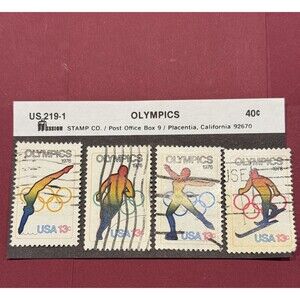 US 219-1 OLYMPICS 40¢
Mission STAMP CO. / Post Office Box 9 / Placentia, California 92670
OLYMPICS
1976
USA 13c
OLYMPICS
1976
USA 13c
OLYMPICS
1976
USA 13c
OLYMPICS
1976
USA 13c